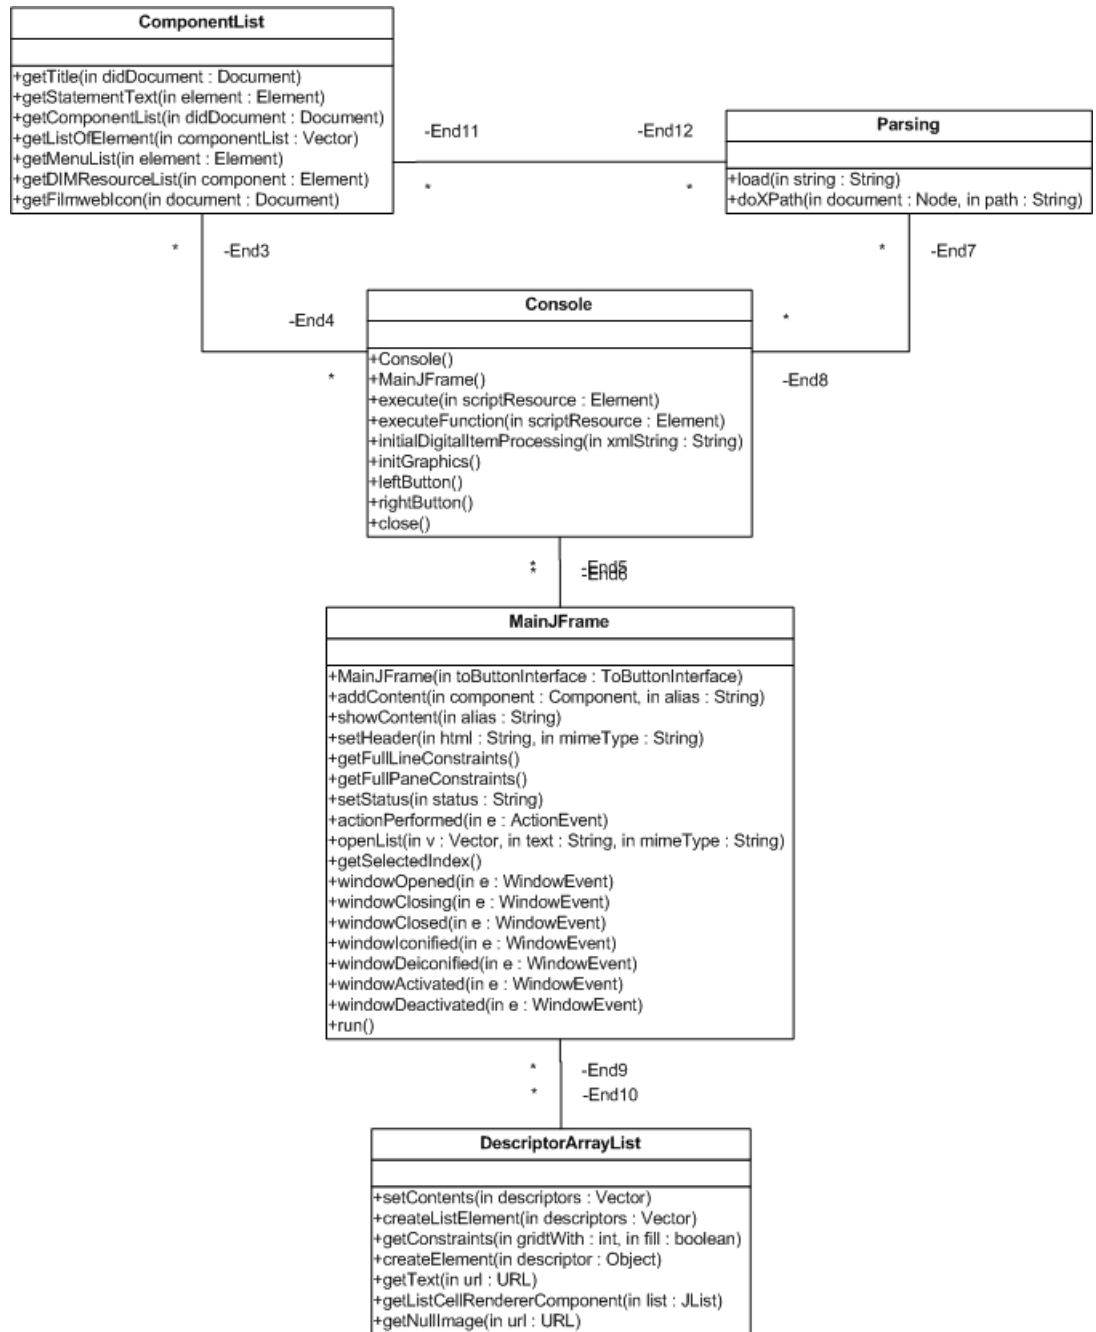 ComponentList
+getTitle(in didDocument : Document)
+getStatementText(in element : Element)
+getComponentList(in didDocument : Document)
+getListOfElement(in componentList : Vector)
+getMenuList(in element : Element)
+getDIMResourceList(in component : Element)
+getFilmwebIcon(in document : Document)
-End11
-End12
*
*
Parsing
+load(in string : String)
+doXPath(in document : Node, in path : String)
*
-End3
*
-End7
-End4
*
*
-End8
Console
+Console()
+MainJFrame()
+execute(in scriptResource : Element)
+executeFunction(in scriptResource : Element)
+initialDigitalItemProcessing(in xmlString : String)
+initGraphics()
+leftButton()
+rightButton()
+close()
*
-End5
*
-End6
MainJFrame
+MainJFrame(in toButtonInterface : ToButtonInterface)
+addContent(in component : Component, in alias : String)
+showContent(in alias : String)
+setHeader(in html : String, in mimeType : String)
+getFullLineConstraints()
+getFullPaneConstraints()
+setStatus(in status : String)
+actionPerformed(in e : ActionEvent)
+openList(in v : Vector, in text : String, in mimeType : String)
+getSelectedIndex()
+windowOpened(in e : WindowEvent)
+windowClosing(in e : WindowEvent)
+windowClosed(in e : WindowEvent)
+windowIconified(in e : WindowEvent)
+windowDeiconified(in e : WindowEvent)
+windowActivated(in e : WindowEvent)
+windowDeactivated(in e : WindowEvent)
+run()
*
-End9
*
-End10
DescriptorArrayList
+setContents(in descriptors : Vector)
+createListElement(in descriptors : Vector)
+getConstraints(in gridtWith : int, in fill : boolean)
+createElement(in descriptor : Object)
+getText(in url : URL)
+getListCellRendererComponent(in list : JList)
+getNullImage(in url : URL)